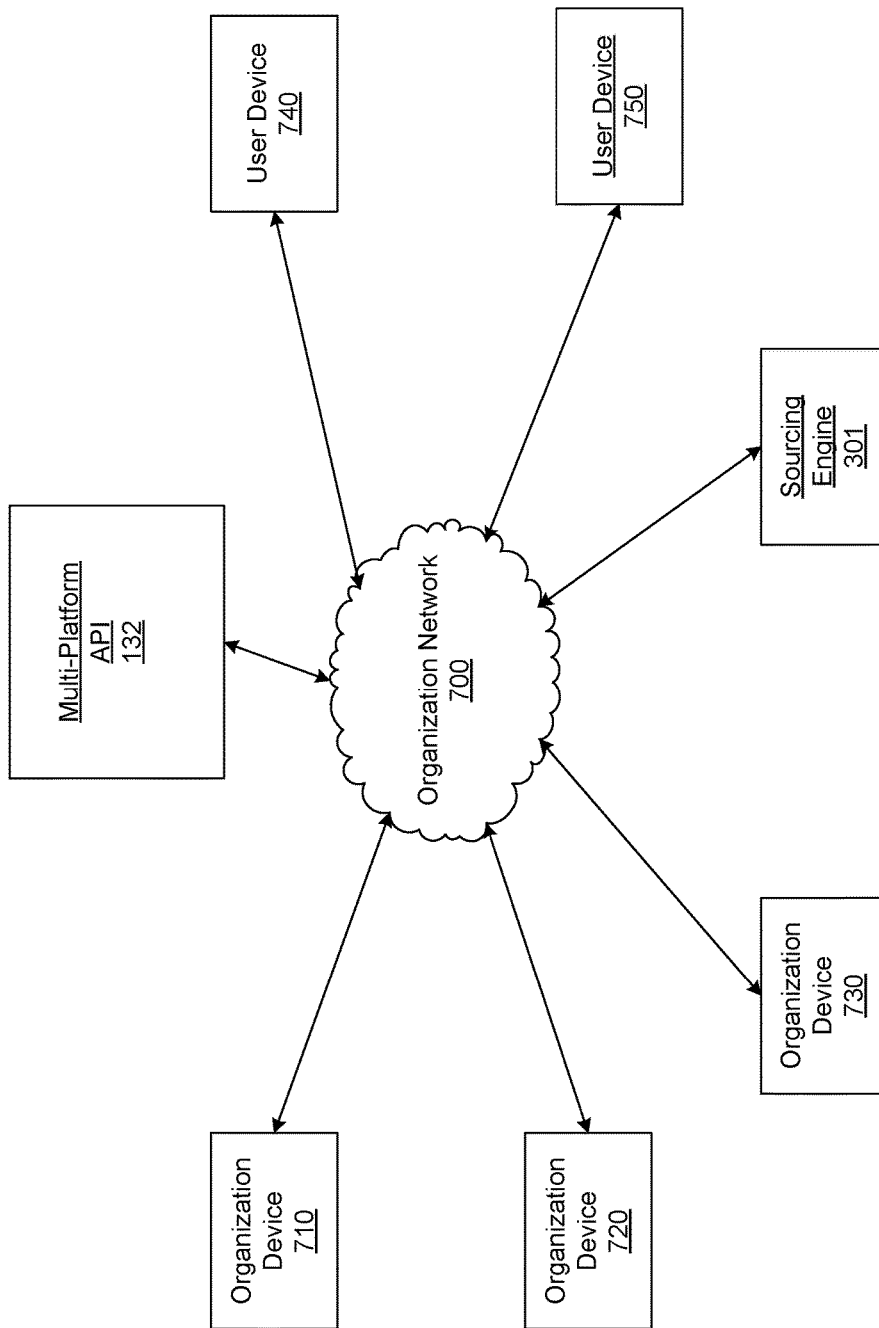 Multi-Platform
API
132
Organization
Device
710
User Device
740
Organization Network
700
Organization
Device
720
User Device
750
Organization
Device
730
Sourcing
Engine
301